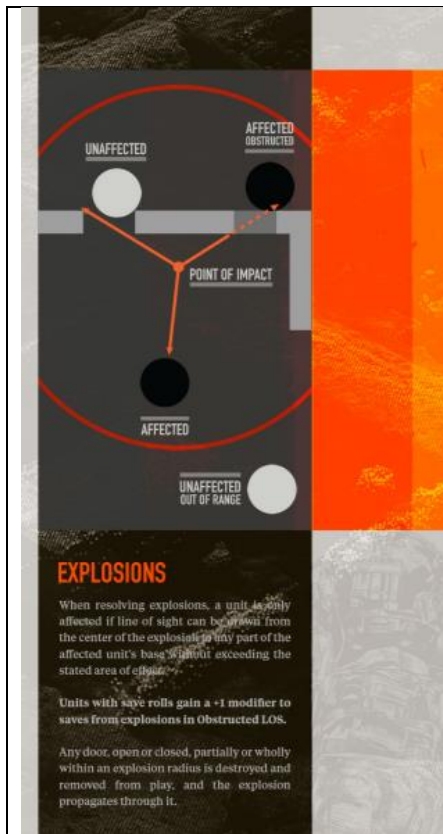 UNAFFECTED
AFFECTED
OBSTRUCTED
POINT OF IMPACT
AFFECTED
UNAFFECTED
OUT OF RANGE
EXPLOSIONS
When resolving explosions, a unit is only
affected if line of sight can be drawn from
the center of the explosion to any part of the
affected unit's base without exceeding the
stated area of effect.
Units with save rolls gain a +1 modifier to
saves from explosions in Obstructed LOS.
Any door, open or closed, partially or wholly
within an explosion radius is destroyed and
removed from play, and the explosion
propagates through it.